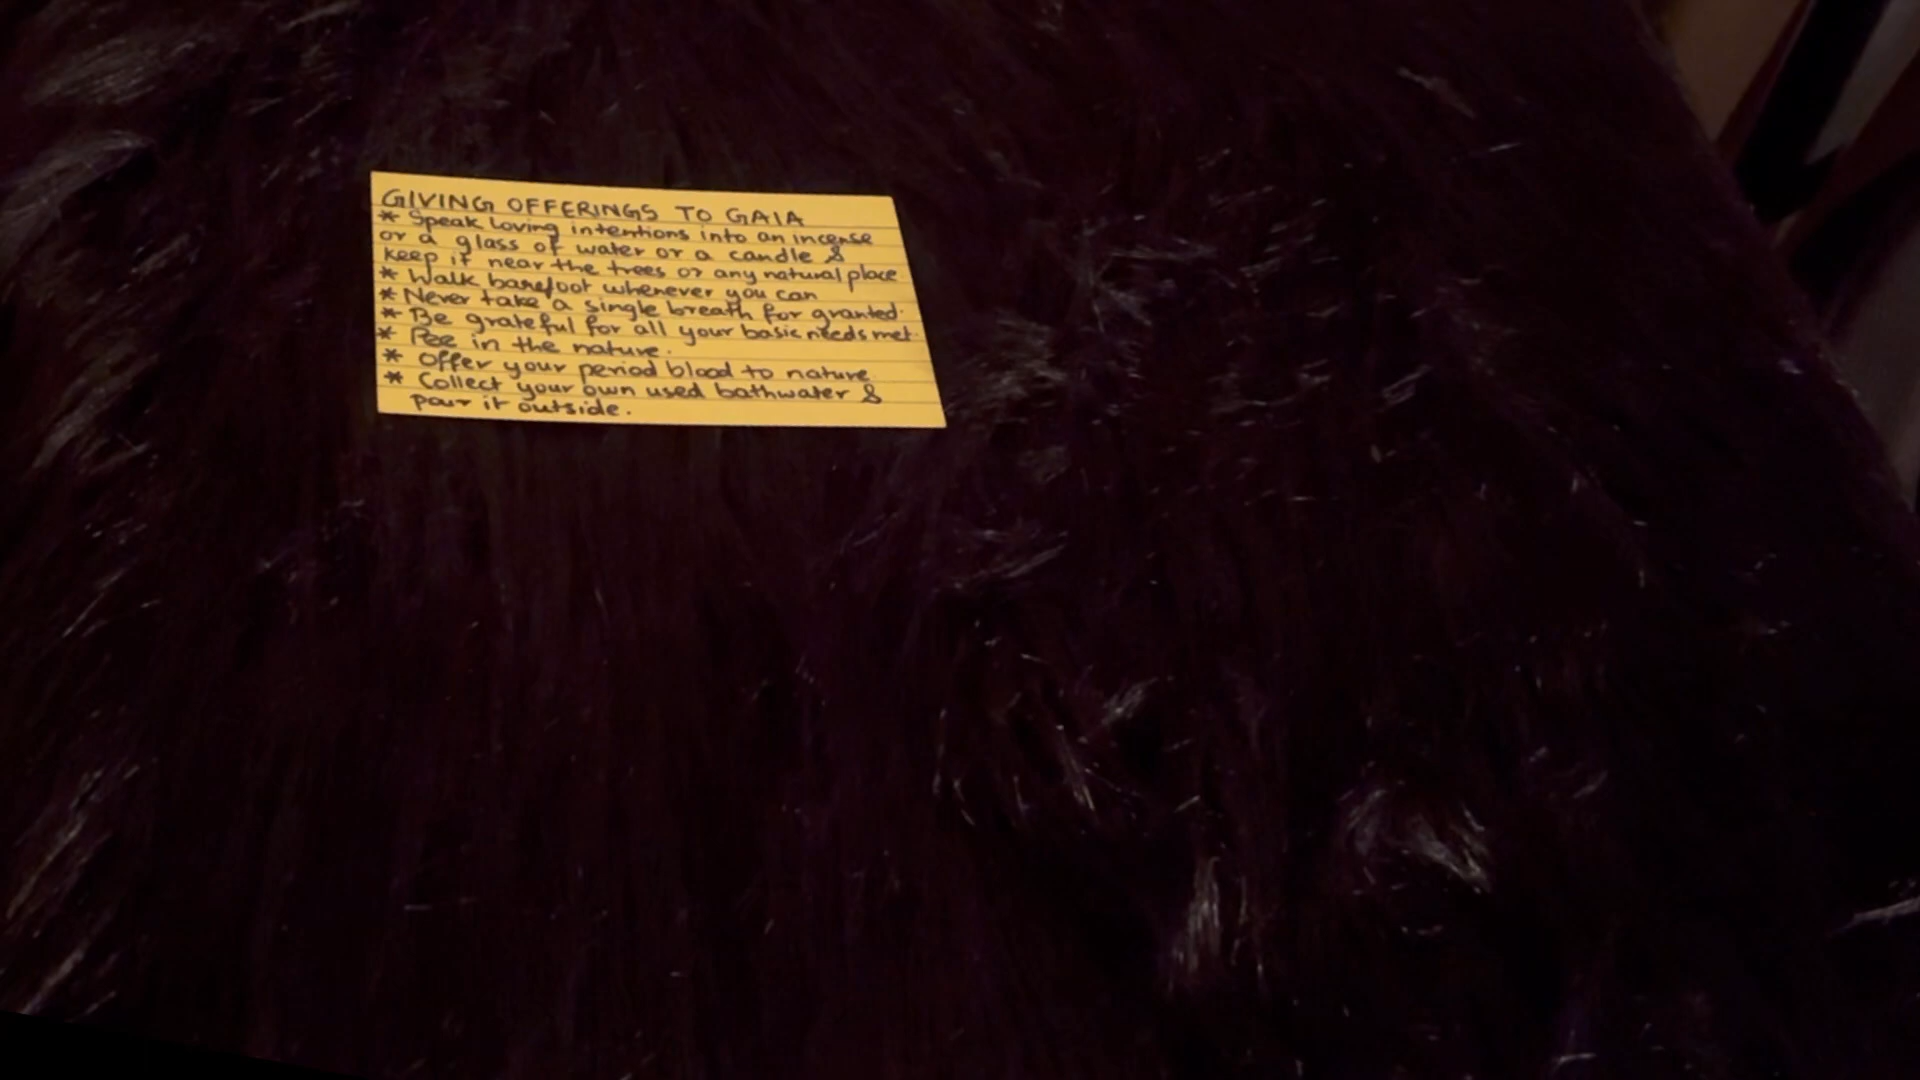 GIVING OFFERINGS TO GAIA
* Speak loving intentions into an incense
or a glass of water or a candle &
keep it near the trees or any natural place
* Walk barefoot whenever you can
* Never take a single breath for granted.
* Be grateful for all your basic needs met.
* Pee in the nature.
* Offer your period blood to nature
* Collect your own used bathwater &
pour it outside.